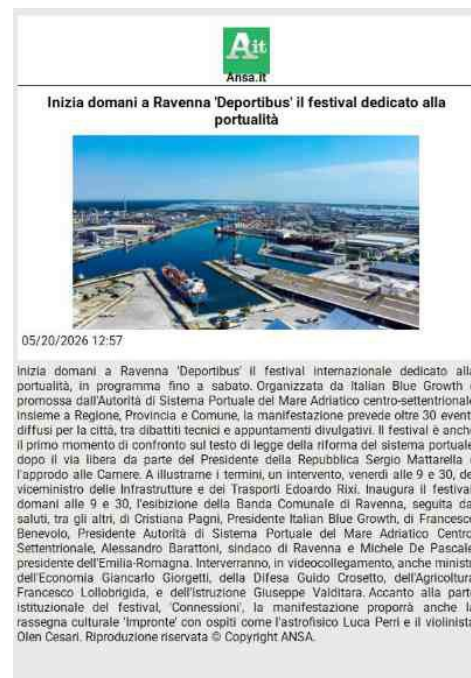 Ait
Ansa.it
Inizia domani a Ravenna 'Deportibus' il festival dedicato alla
portualità
05/20/2026 12:57
Inizia domani a Ravenna 'Deportibus' il festival internazionale dedicato alla
portualità, in programma fino a sabato. Organizzata da Italian Blue Growth e
promossa dall'Autorità di Sistema Portuale del Mare Adriatico centro-settentrionale
insieme a Regione, Provincia e Comune, la manifestazione prevede oltre 30 eventi
diffusi per la città, tra dibattiti tecnici e appuntamenti divulgativi. Il festival è anche
il primo momento di confronto sul testo di legge della riforma del sistema portuale,
dopo il via libera da parte del Presidente della Repubblica Sergio Mattarella e
l'approdo alle Camere. A illustrarne i termini, un intervento, venerdì alle 9 e 30, del
viceministro delle Infrastrutture e dei Trasporti Edoardo Rixi. Inaugura il festival,
domani alle 9 e 30, l'esibizione della Banda Comunale di Ravenna, seguita dai
saluti, tra gli altri, di Cristiana Pagni, Presidente Italian Blue Growth, di Francesco
Benevolo, Presidente Autorità di Sistema Portuale del Mare Adriatico Centro
Settentrionale, Alessandro Barattoni, sindaco di Ravenna e Michele De Pascale
presidente dell'Emilia-Romagna. Interverranno, in videocollegamento, anche ministri
dell'Economia Giancarlo Giorgetti, della Difesa Guido Crosetto, dell'Agricoltura
Francesco Lollobrigida, e dell'Istruzione Giuseppe Valditara. Accanto alla parte
istituzionale del festival, 'Connessioni', la manifestazione proporrà anche la
rassegna culturale 'Impronte' con ospiti come l'astrofisico Luca Perri e il violinista
Olen Cesari. Riproduzione riservata © Copyright ANSA.